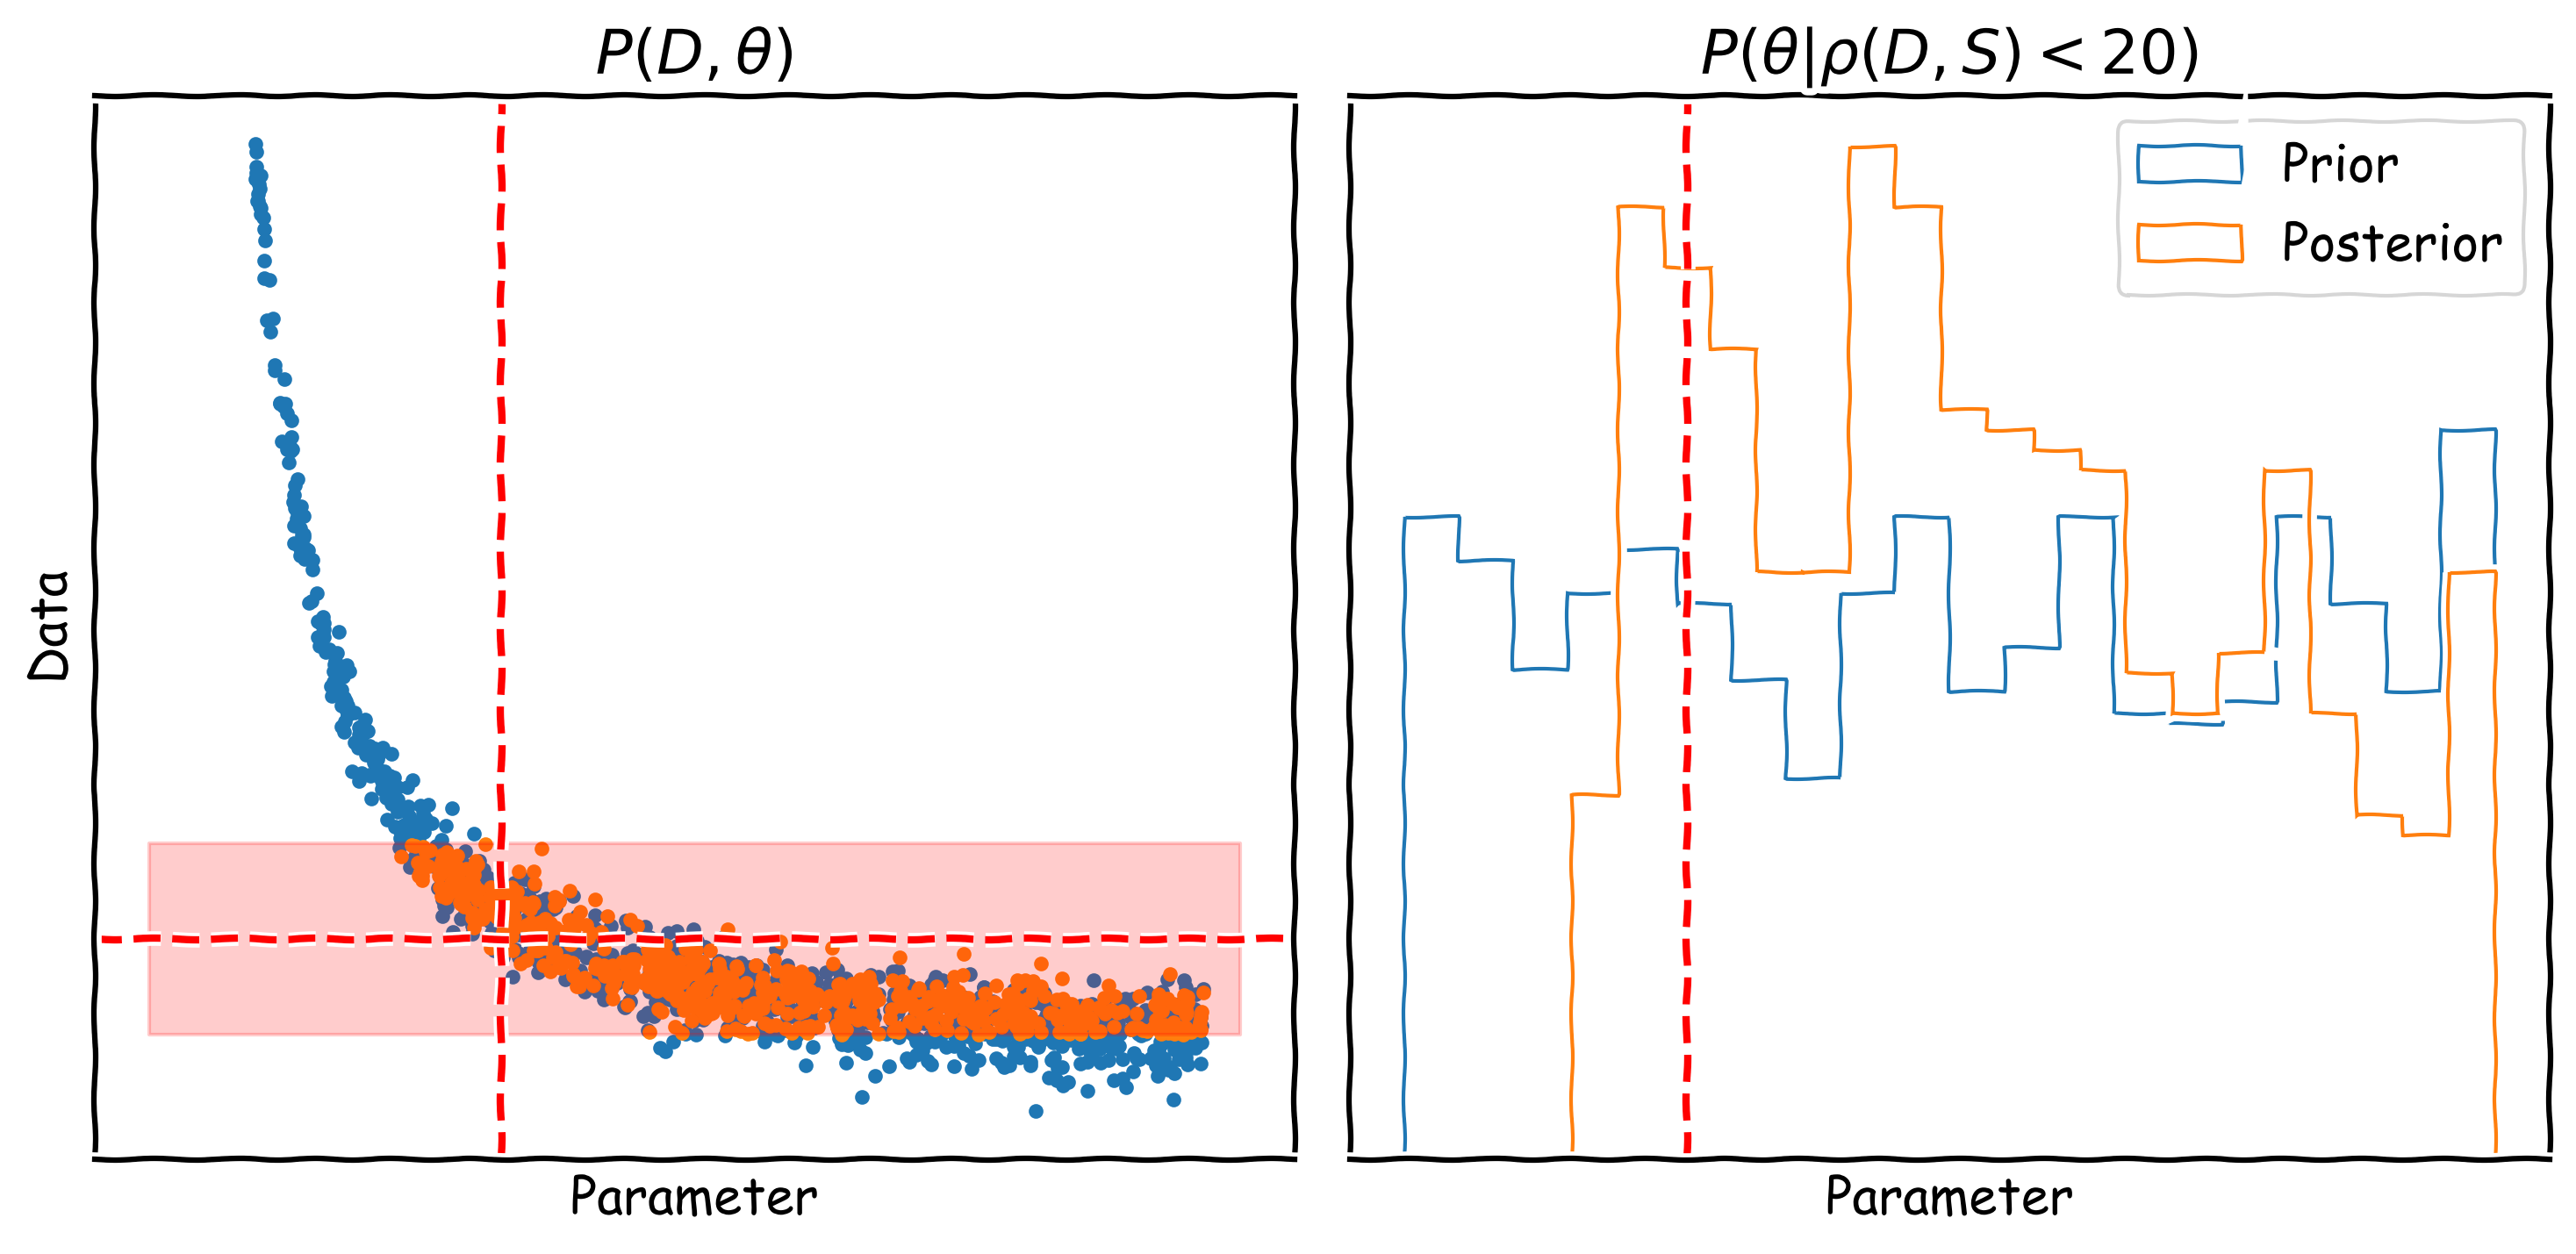 P(D, θ)
Data
Parameter
P(θ|ρ(D, S) < 20)
Prior
Posterior
Parameter